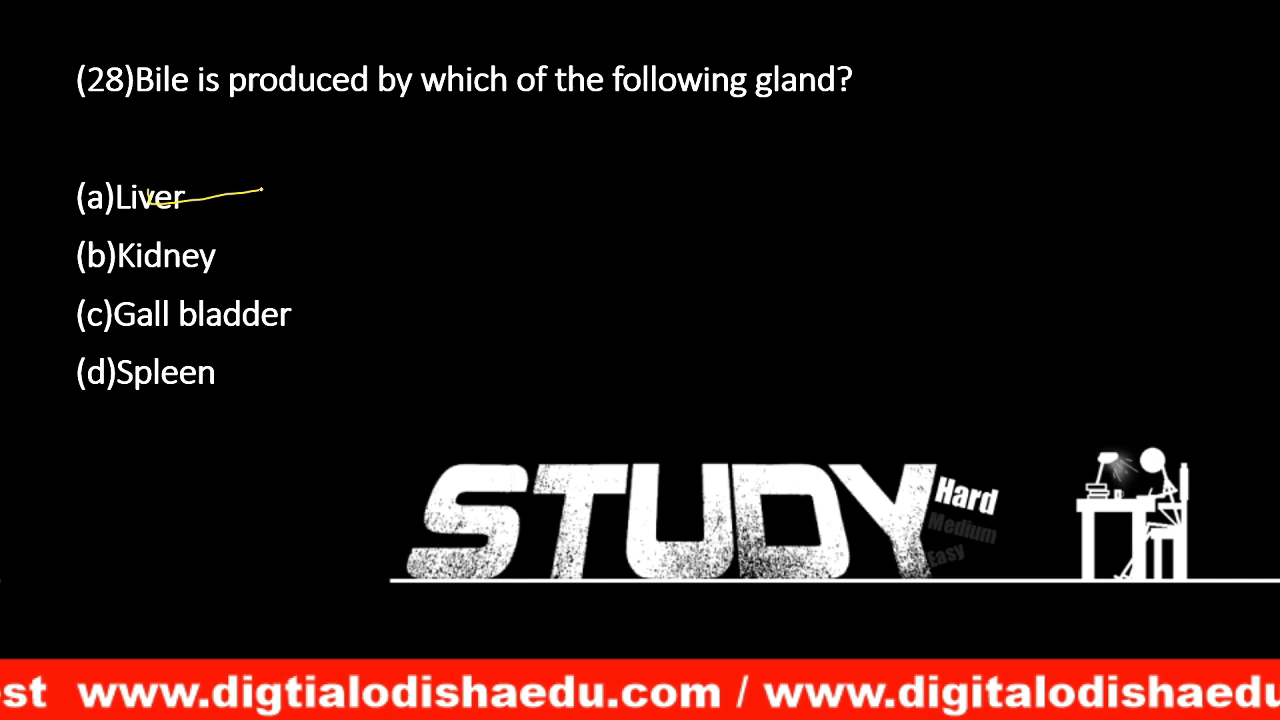 (28)Bile is produced by which of the following gland?
(a)Liver
(b)Kidney
(c)Gall bladder
(d)Spleen
STUDY Hard
Medium
Easy
est www.digtialodishaedu.com / www.digitalodishaedu